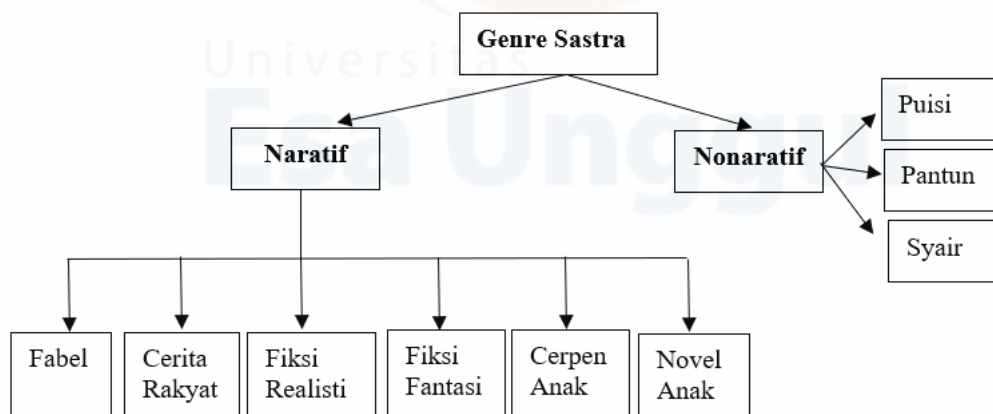 Genre Sastra
Universitas
Esa Unggul
Naratif
Nonaratif
Puisi
Pantun
Syair
Fabel
Cerita
Rakyat
Fiksi
Realisti
Fiksi
Fantasi
Cerpen
Anak
Novel
Anak